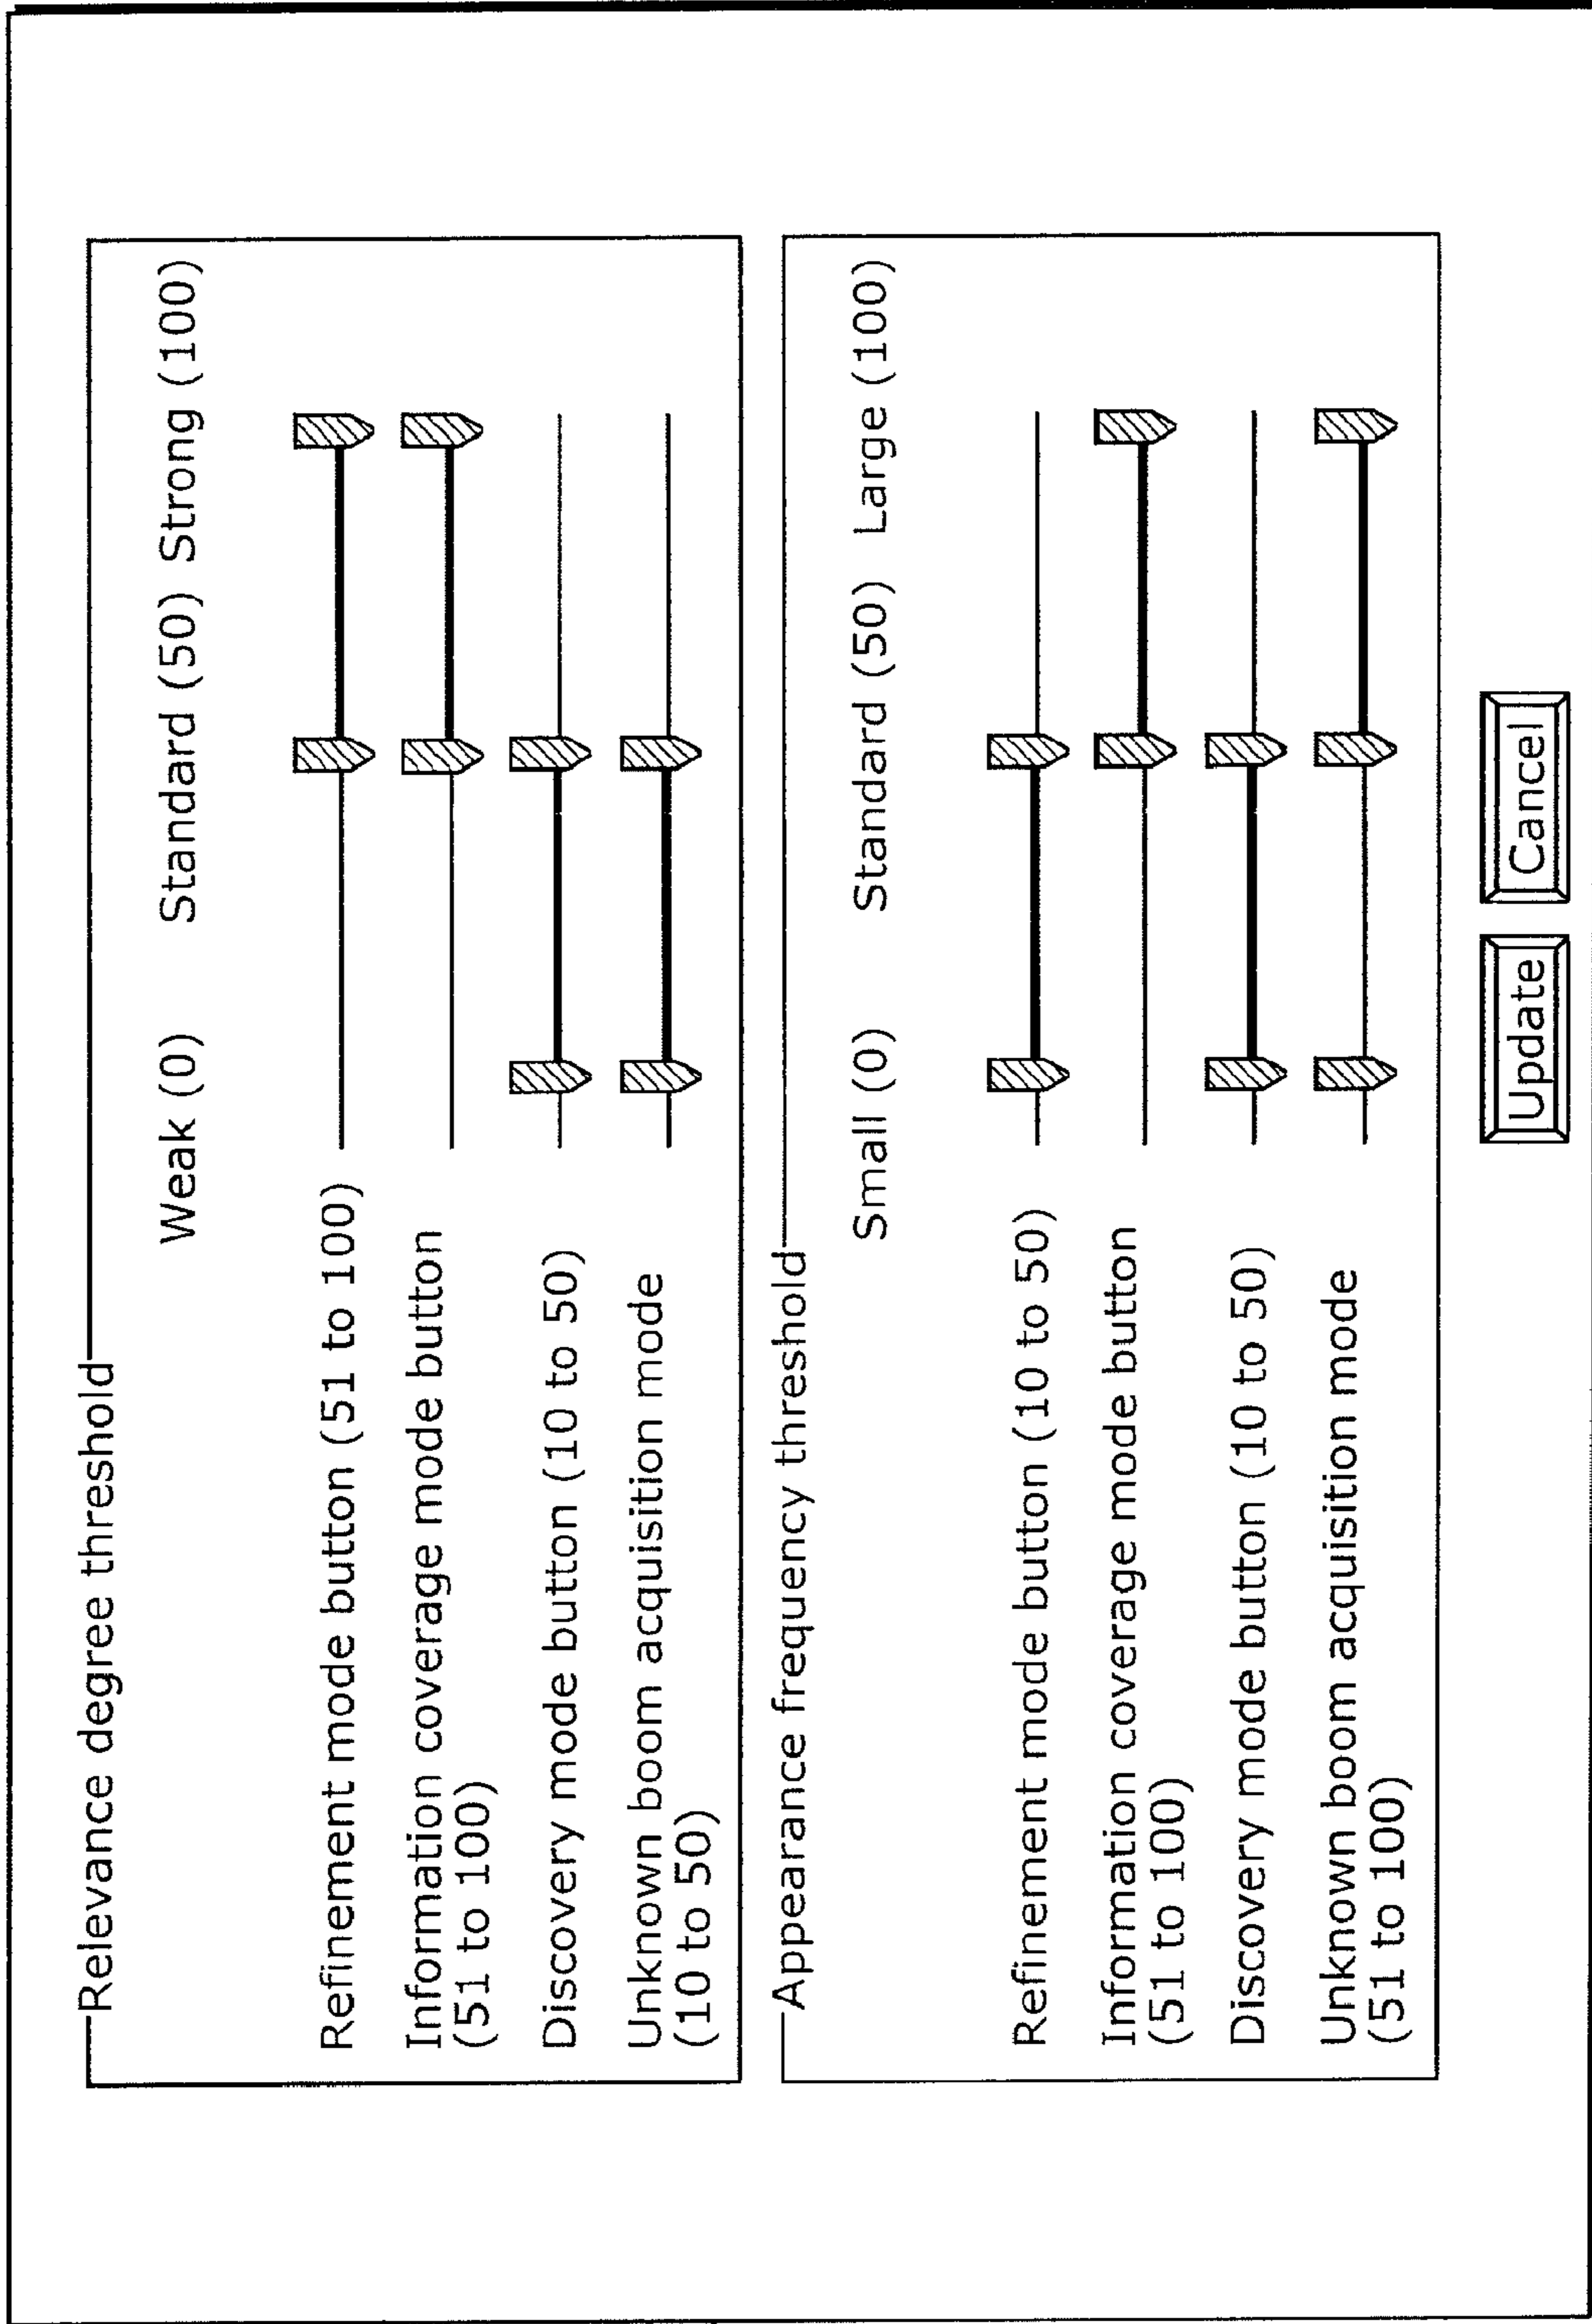 Relevance degree threshold
Weak (0) Standard (50) Strong (100)
Refinement mode button (51 to 100)
Information coverage mode button
(51 to 100)
Discovery mode button (10 to 50)
Unknown boom acquisition mode
(10 to 50)
Appearance frequency threshold
Small (0) Standard (50) Large (100)
Refinement mode button (10 to 50)
Information coverage mode button
(51 to 100)
Discovery mode button (10 to 50)
Unknown boom acquisition mode
(51 to 100)
Update Cancel